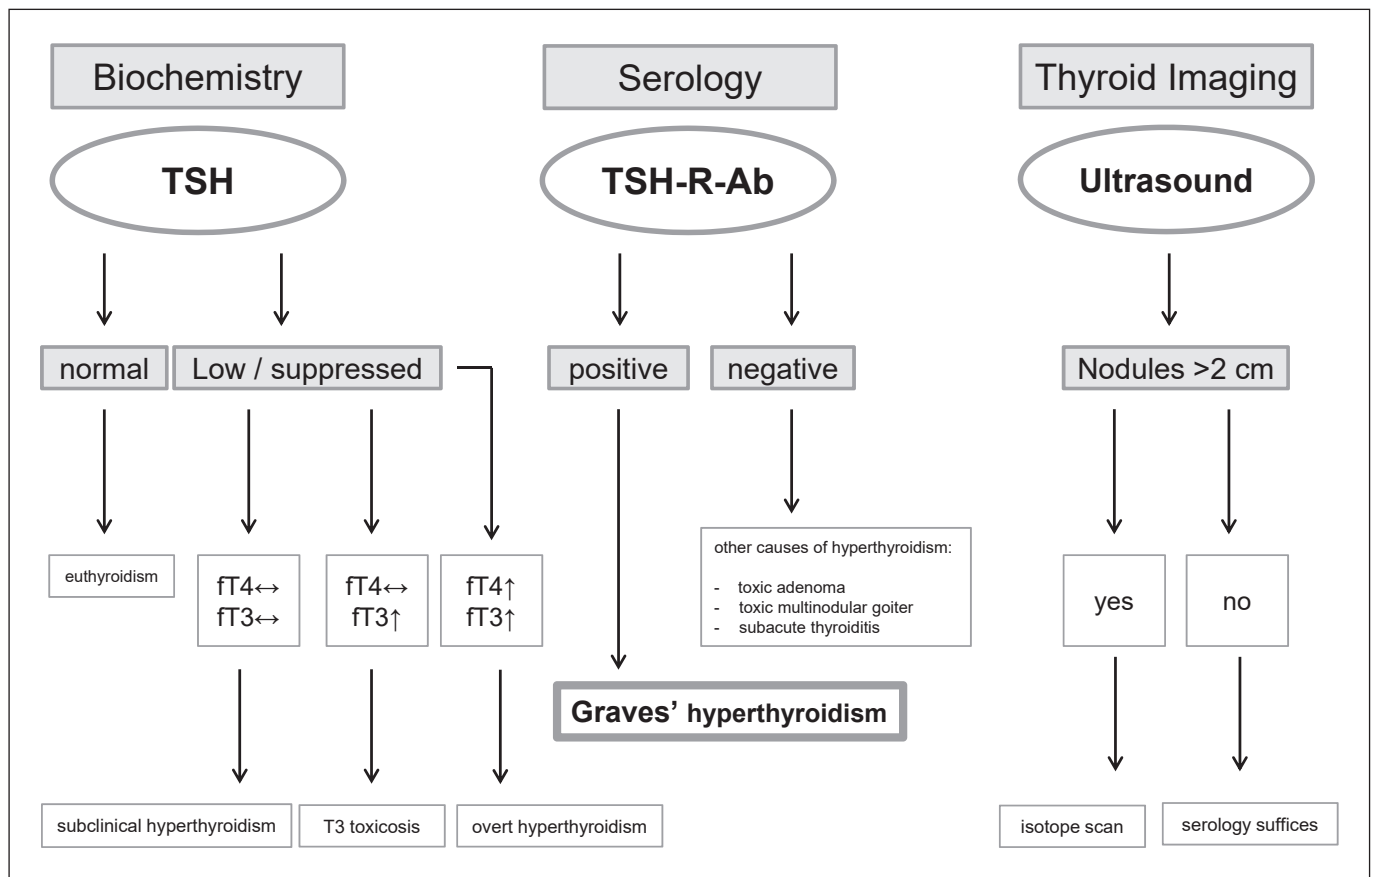 Biochemistry
TSH
normal
Low / suppressed
euthyroidism
fT4↔
fT3↔
fT4↔
fT3↑
fT4↑
fT3↑
subclinical hyperthyroidism
T3 toxicosis
overt hyperthyroidism
Serology
TSH-R-Ab
positive
negative
other causes of hyperthyroidism:
- toxic adenoma
- toxic multinodular goiter
- subacute thyroiditis
Graves’ hyperthyroidism
Thyroid Imaging
Ultrasound
Nodules >2 cm
yes
no
isotope scan
serology suffices